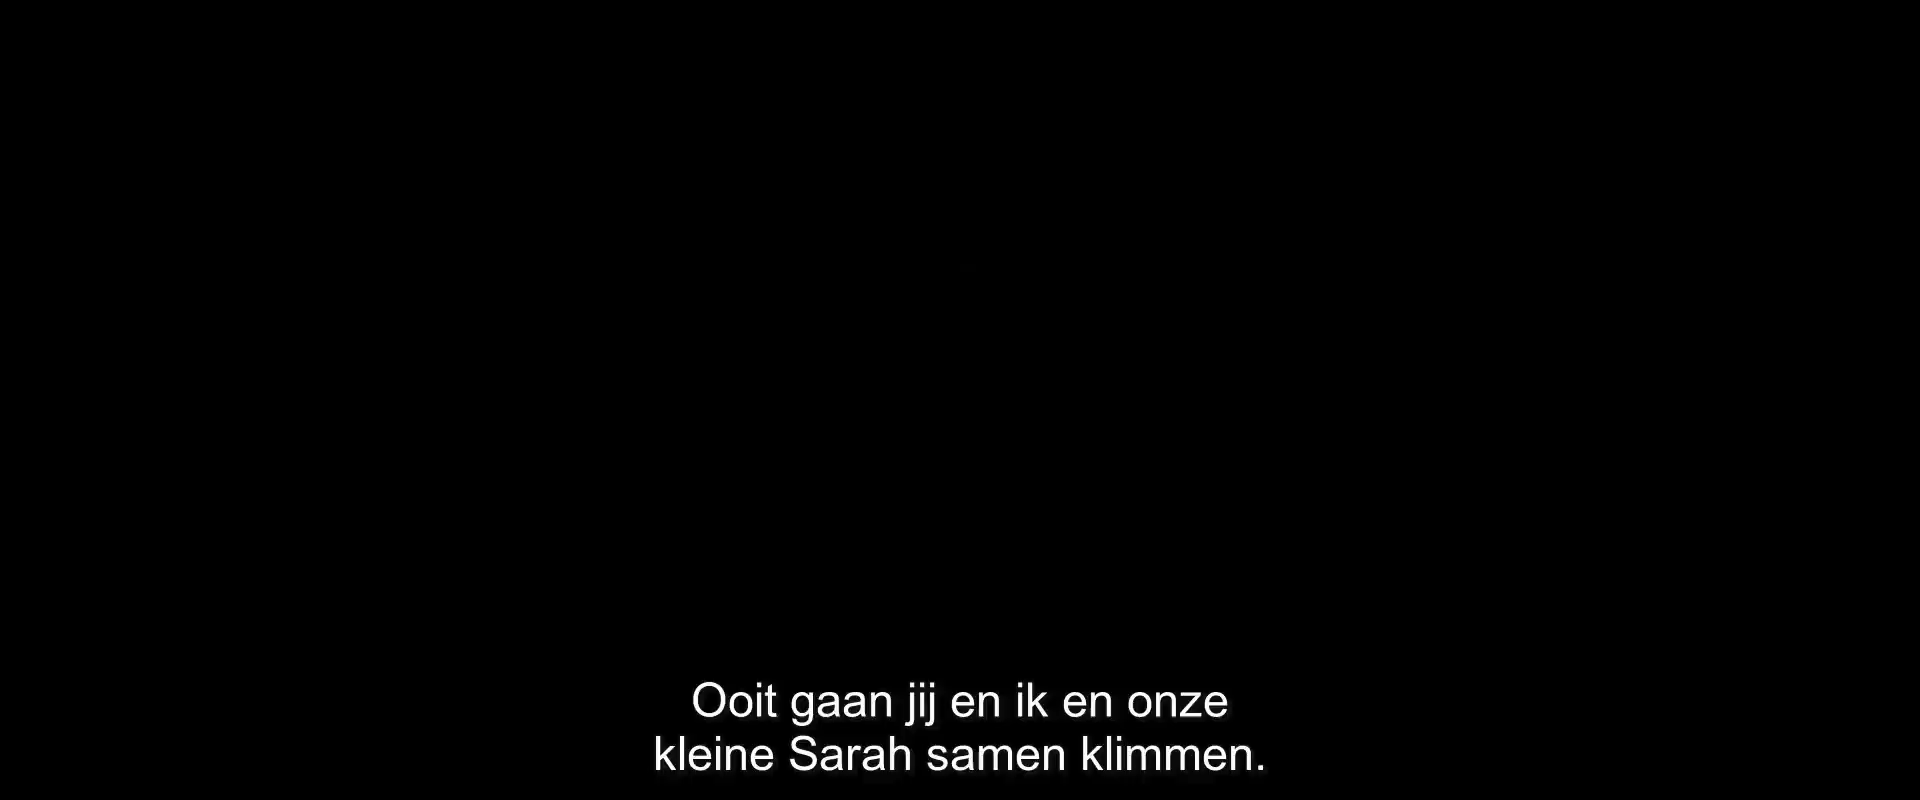 Ooit gaan jij en ik en onze
kleine Sarah samen klimmen.